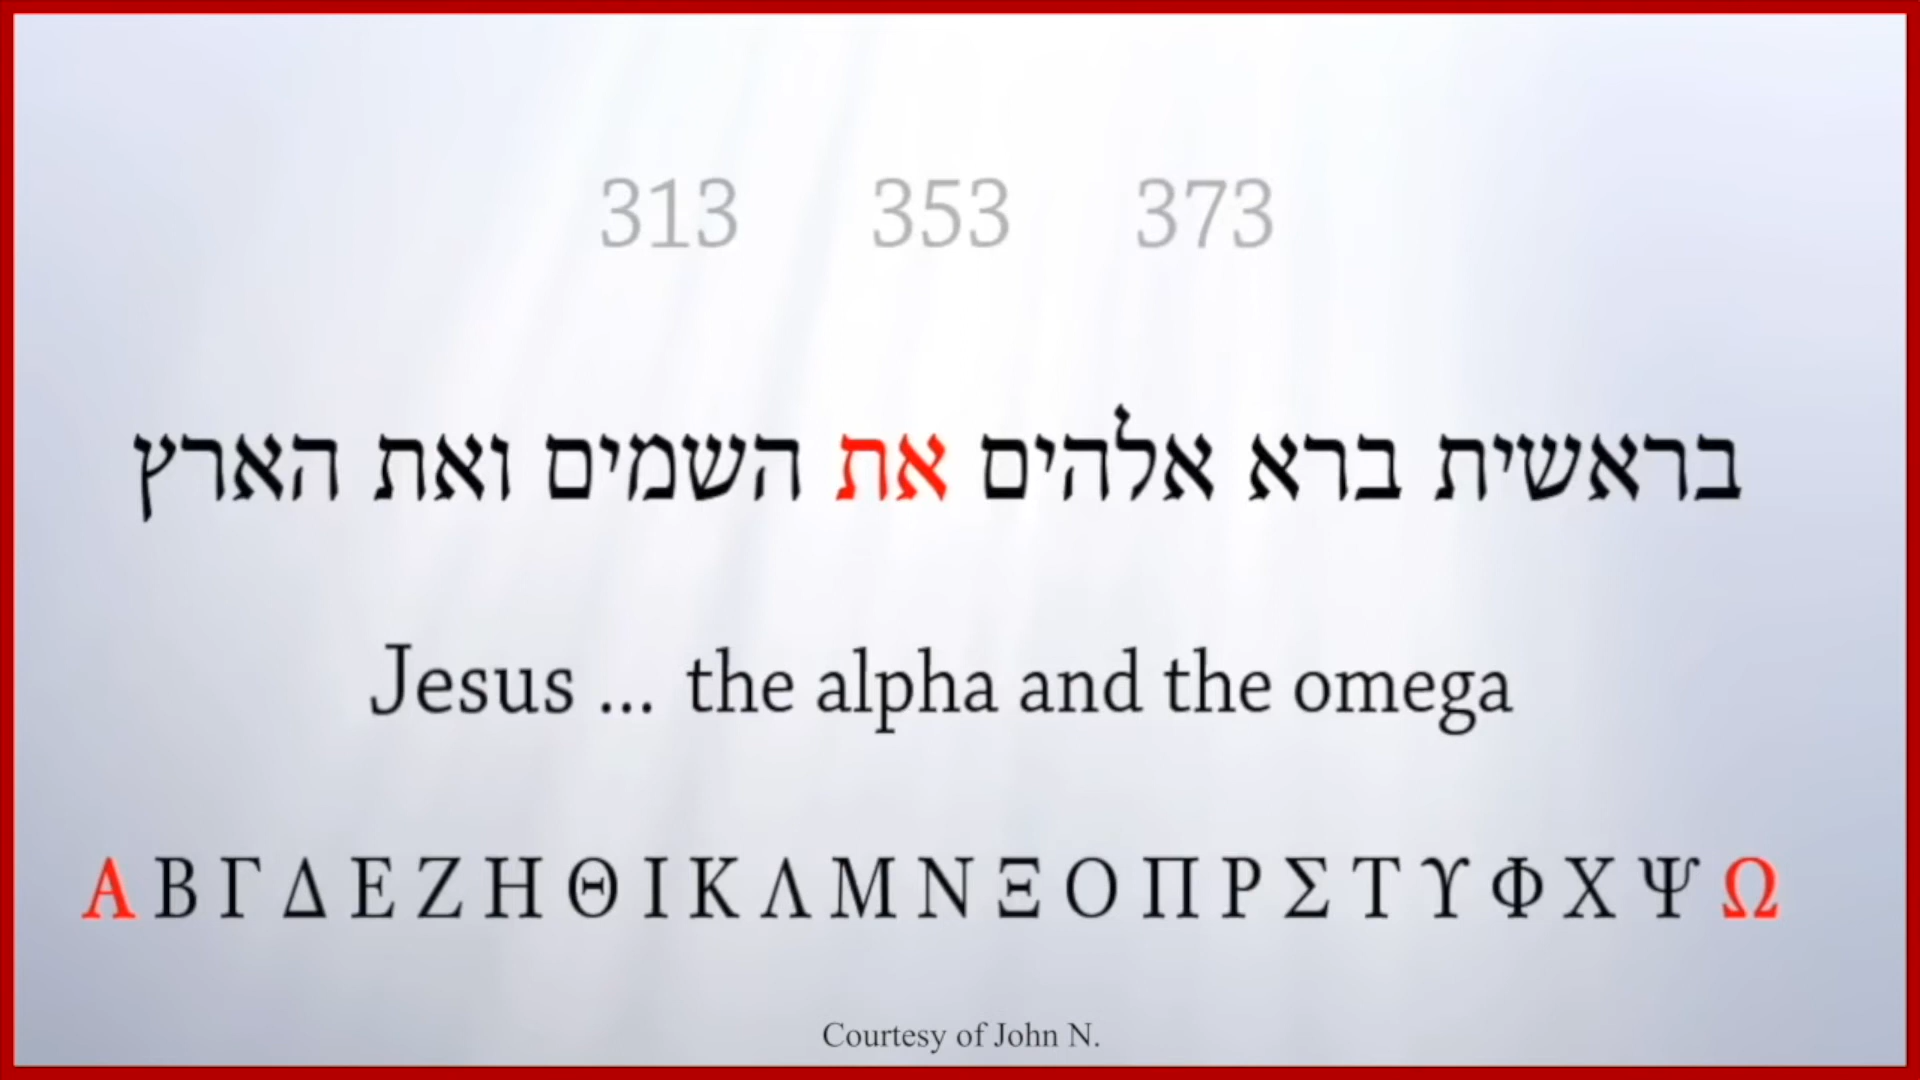 313 353 373
בראשית ברא אלהים את השמים ואת הארץ
Jesus ... the alpha and the omega
Α Β Γ Δ Ε Ζ Η Θ Ι Κ Λ Μ Ν Ξ Ο Π Ρ Σ Τ Υ Φ Χ Ψ Ω
Courtesy of John N.